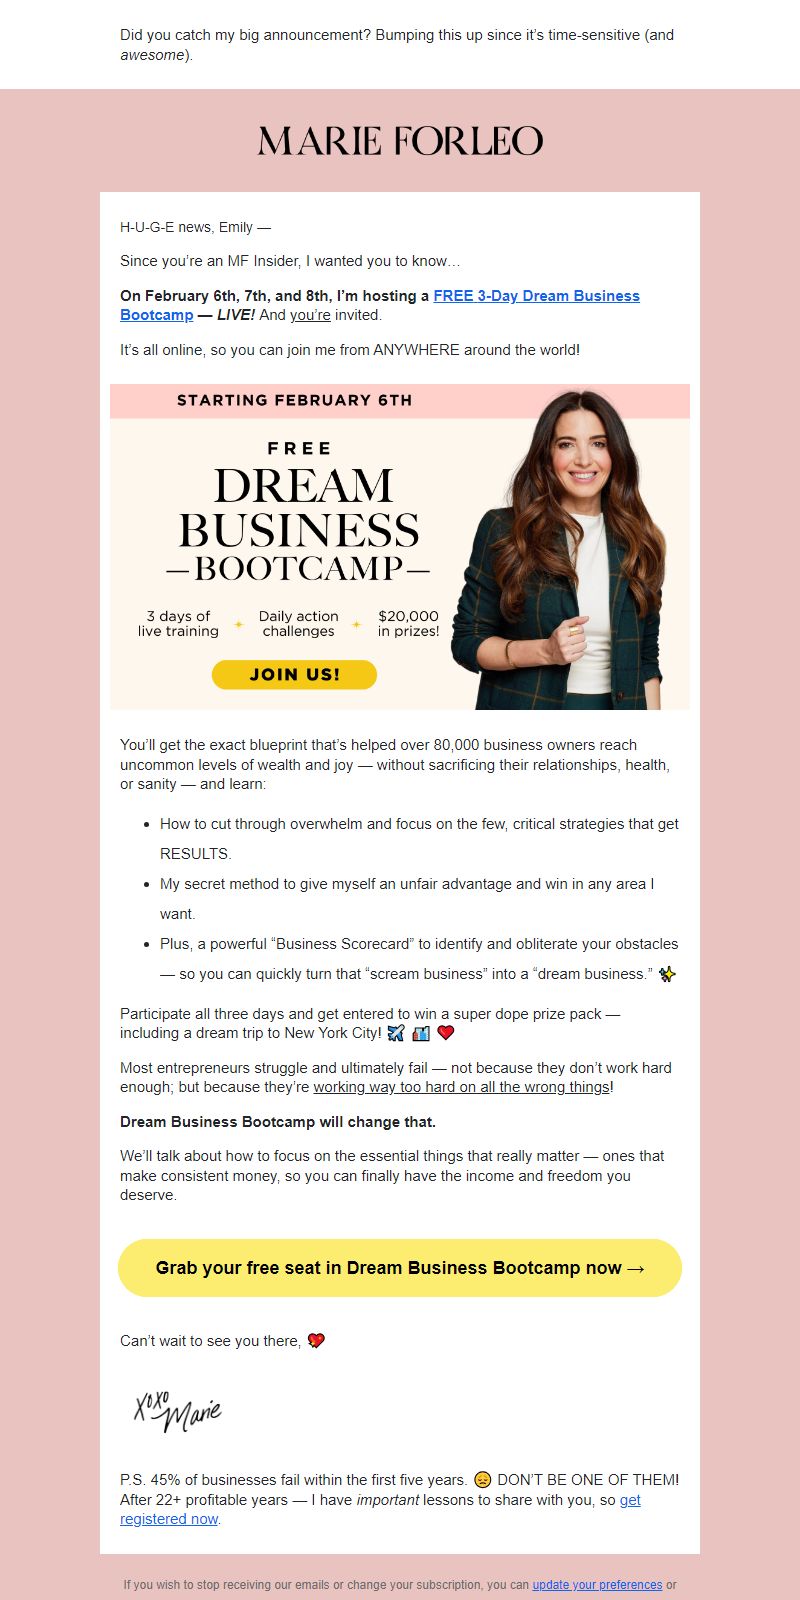 Did you catch my big announcement? Bumping this up since it’s time-sensitive (and
awesome).
MARIE FORLEO
H-U-G-E news, Emily —
Since you’re an MF Insider, I wanted you to know…
On February 6th, 7th, and 8th, I’m hosting a FREE 3-Day Dream Business
Bootcamp — LIVE! And you’re invited.
It’s all online, so you can join me from ANYWHERE around the world!
STARTING FEBRUARY 6TH
FREE
DREAM
BUSINESS
—BOOTCAMP—
3 days of
live training
Daily action
challenges
$20,000
in prizes!
JOIN US!
You’ll get the exact blueprint that’s helped over 80,000 business owners reach
uncommon levels of wealth and joy — without sacrificing their relationships, health,
or sanity — and learn:
• How to cut through overwhelm and focus on the few, critical strategies that get
RESULTS.
• My secret method to give myself an unfair advantage and win in any area I
want.
• Plus, a powerful “Business Scorecard” to identify and obliterate your obstacles
— so you can quickly turn that “scream business” into a “dream business.” ✨
Participate all three days and get entered to win a super dope prize pack —
including a dream trip to New York City! ✈️ 🏙️ ❤️
Most entrepreneurs struggle and ultimately fail — not because they don’t work hard
enough; but because they’re working way too hard on all the wrong things!
Dream Business Bootcamp will change that.
We’ll talk about how to focus on the essential things that really matter — ones that
make consistent money, so you can finally have the income and freedom you
deserve.
Grab your free seat in Dream Business Bootcamp now →
Can’t wait to see you there, 💖
XOXO
Marie
P.S. 45% of businesses fail within the first five years. 😞 DON’T BE ONE OF THEM!
After 22+ profitable years — I have important lessons to share with you, so get
registered now.
If you wish to stop receiving our emails or change your subscription, you can update your preferences or